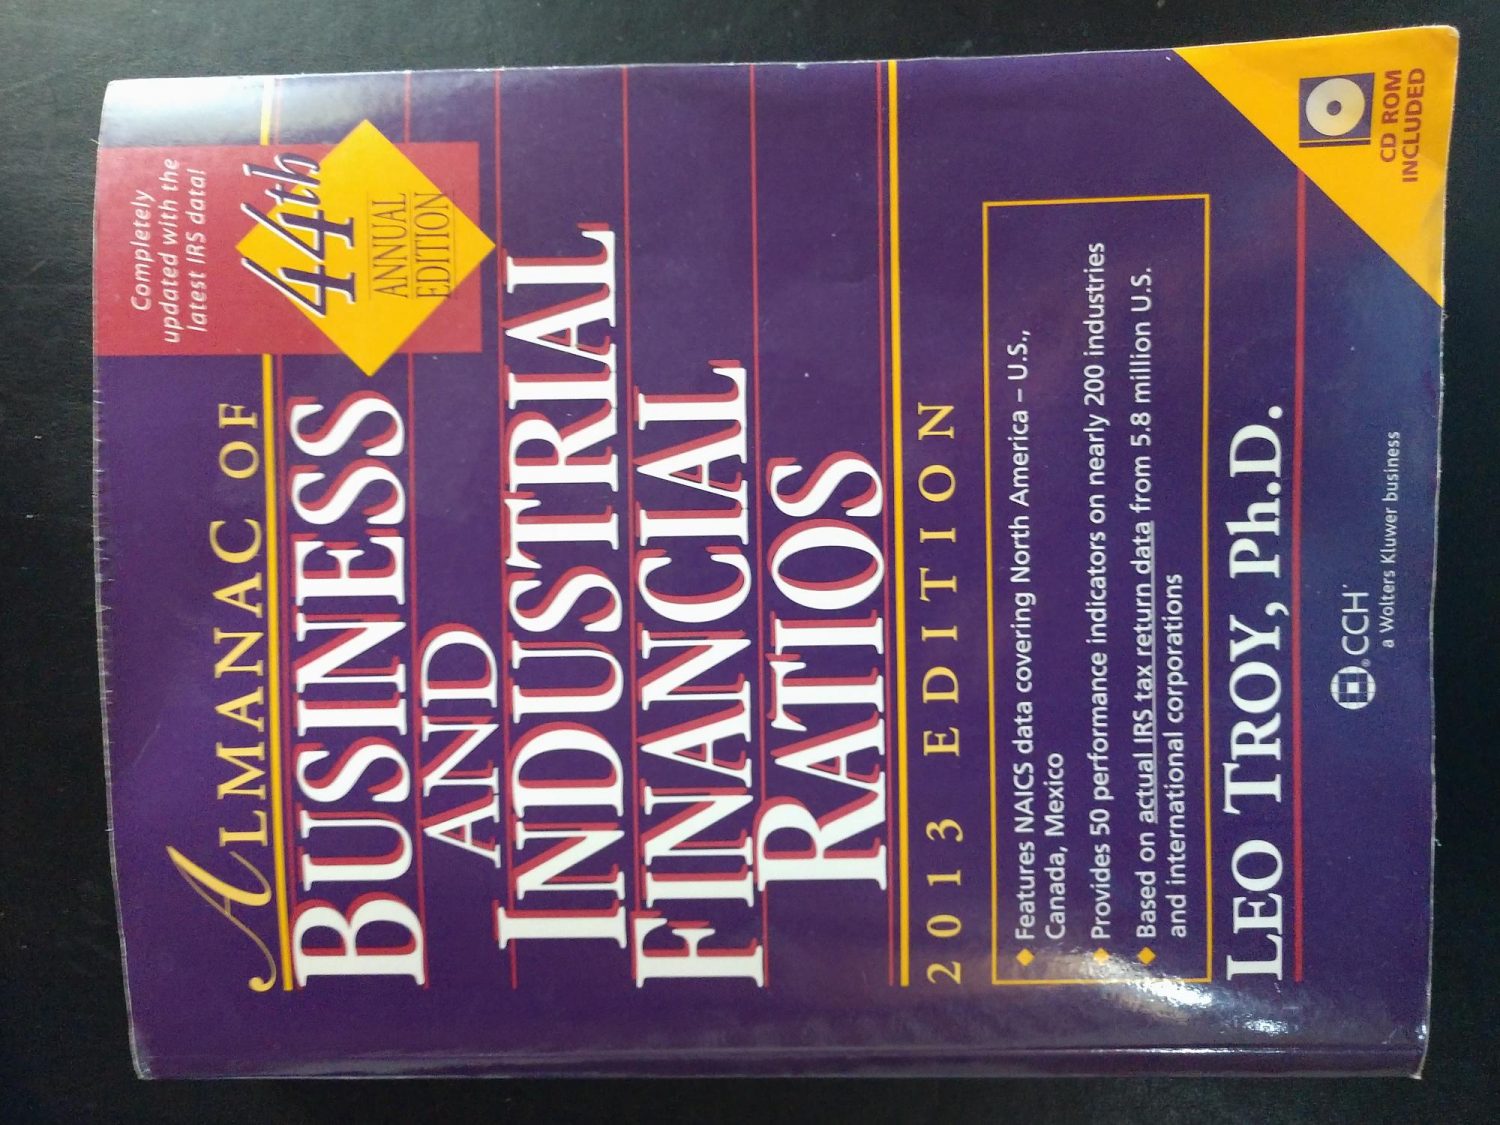 Completely
updated with the
latest IRS data!
44th
ANNUAL
EDITION
ALMANAC OF
BUSINESS
AND
INDUSTRIAL
FINANCIAL
RATIOS
2013 EDITION
◆ Features NAICS data covering North America – U.S.,
Canada, Mexico
◆ Provides 50 performance indicators on nearly 200 industries
◆ Based on actual IRS tax return data from 5.8 million U.S.
and international corporations
LEO TROY, Ph.D.
CCH®
a Wolters Kluwer business
CD ROM
INCLUDED